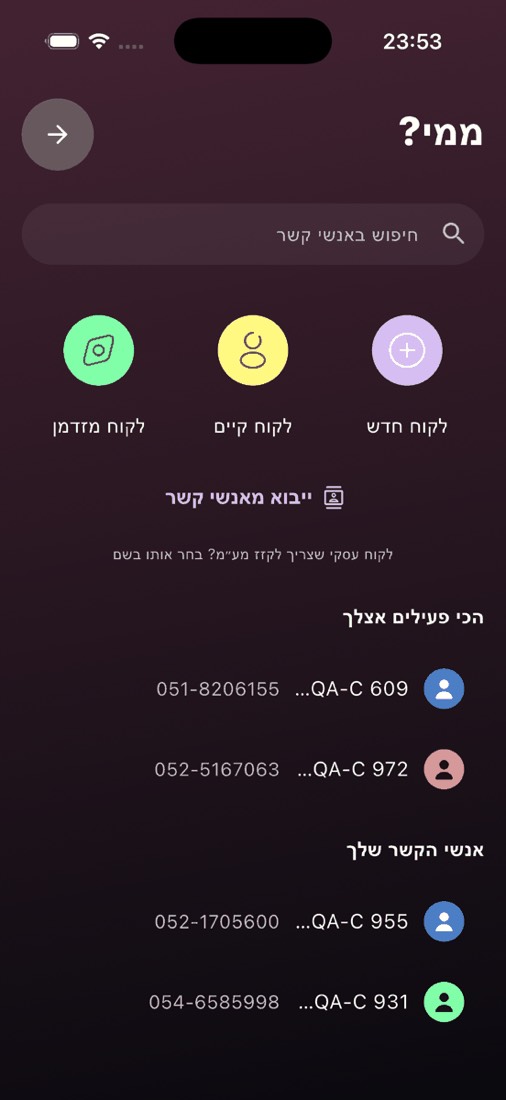 23:53
ממי?
חיפוש באנשי קשר
לקוח חדש
לקוח קיים
לקוח מזדמן
ייבוא מאנשי קשר
לקוח עסקי שצריך לקזז מע״מ? בחר אותו בשם
הכי פעילים אצלך
QA-C 609... 051-8206155
QA-C 972... 052-5167063
אנשי הקשר שלך
QA-C 955... 052-1705600
QA-C 931... 054-6585998